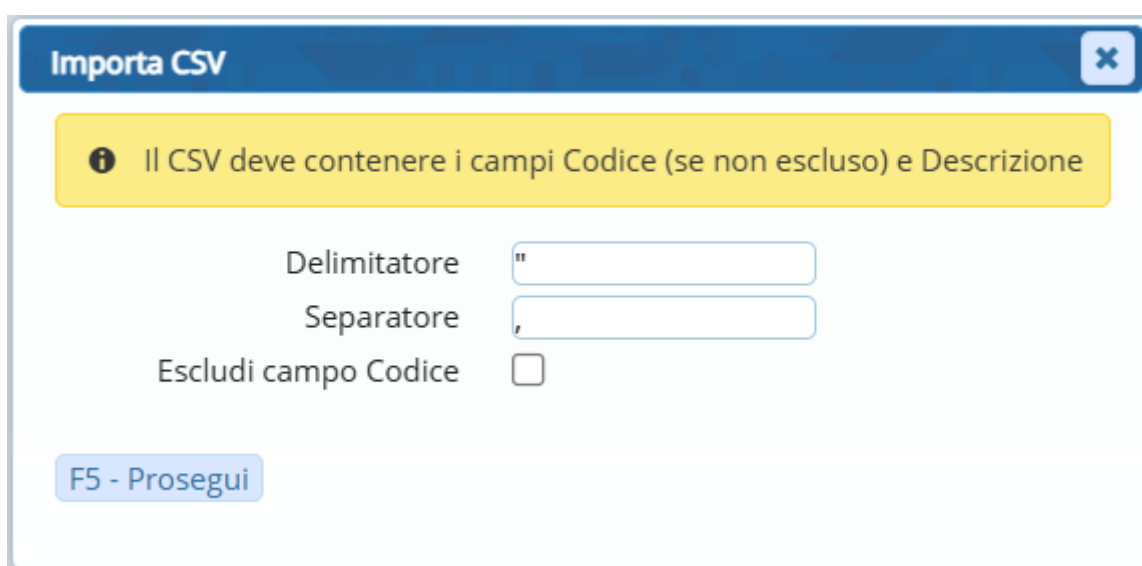 Importa CSV
Il CSV deve contenere i campi Codice (se non escluso) e Descrizione
Delimitatore "
Separatore ,
Escludi campo Codice
F5 - Prosegui